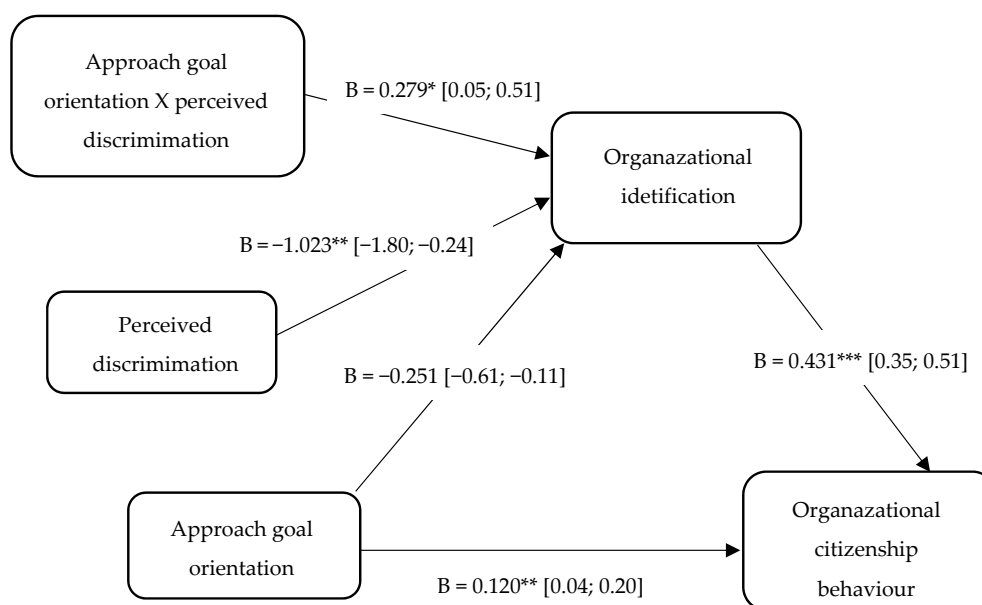 Approach goal
orientation X perceived
discrimimation
B = 0.279* [0.05; 0.51]
Organazational
idetification
B = −1.023** [−1.80; −0.24]
Perceived
discrimimation
B = −0.251 [−0.61; −0.11]
B = 0.431*** [0.35; 0.51]
Approach goal
orientation
B = 0.120** [0.04; 0.20]
Organazational
citizenship
behaviour